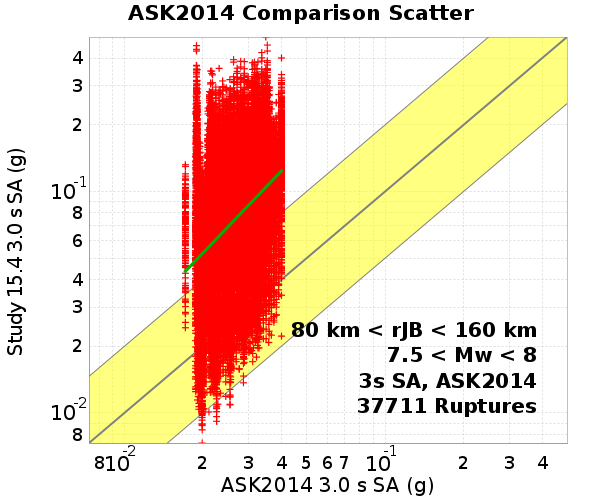 ASK2014 Comparison Scatter
Study 15.4 3.0 s SA (g)
4
3
2
10-1
8
6
4
3
2
10-2
8
80 km < rJB < 160 km
7.5 < Mw < 8
3s SA, ASK2014
37711 Ruptures
8 10-2 2 3 4 5 6 7 10-1 2 3 4
ASK2014 3.0 s SA (g)